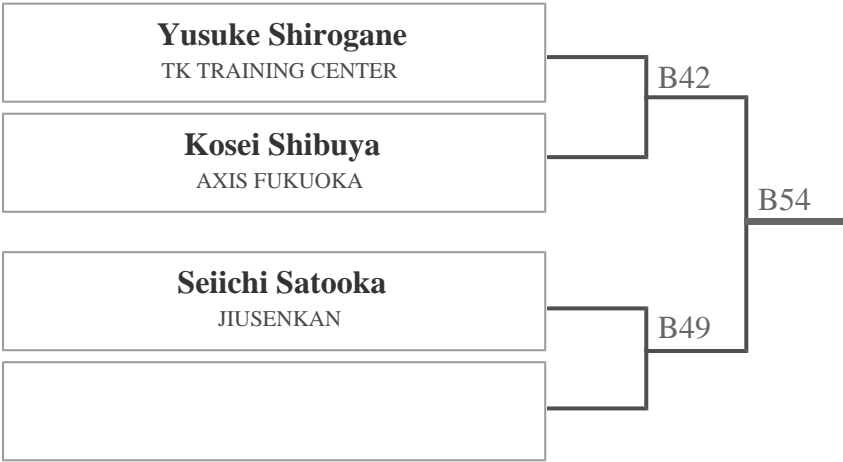 Yusuke Shirogane
TK TRAINING CENTER
B42
Kosei Shibuya
AXIS FUKUOKA
B54
Seiichi Satooka
JIUSENKAN
B49